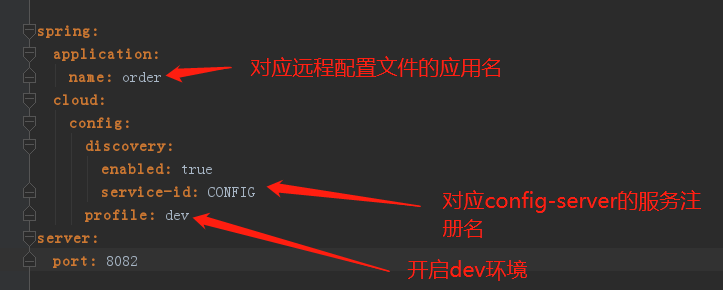 spring:
application:
name: order
对应远程配置文件的应用名
cloud:
config:
discovery:
enabled: true
service-id: CONFIG
对应config-server的服务注
册名
profile: dev
开启dev环境
server:
port: 8082